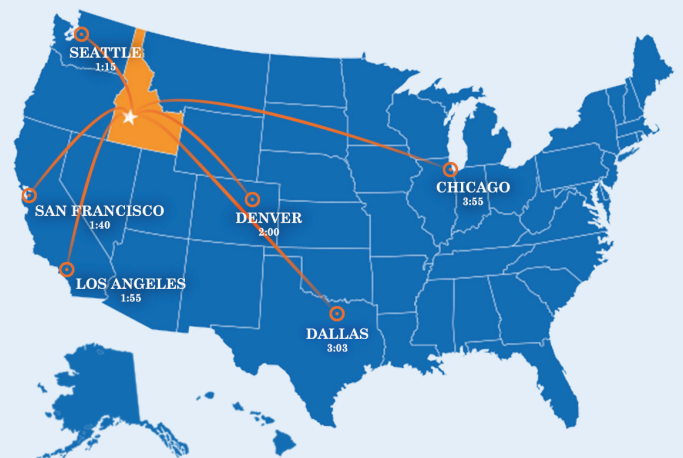 SEATTLE
1:15
CHICAGO
3:55
SAN FRANCISCO
1:40
DENVER
2:00
LOS ANGELES
1:55
DALLAS
3:03